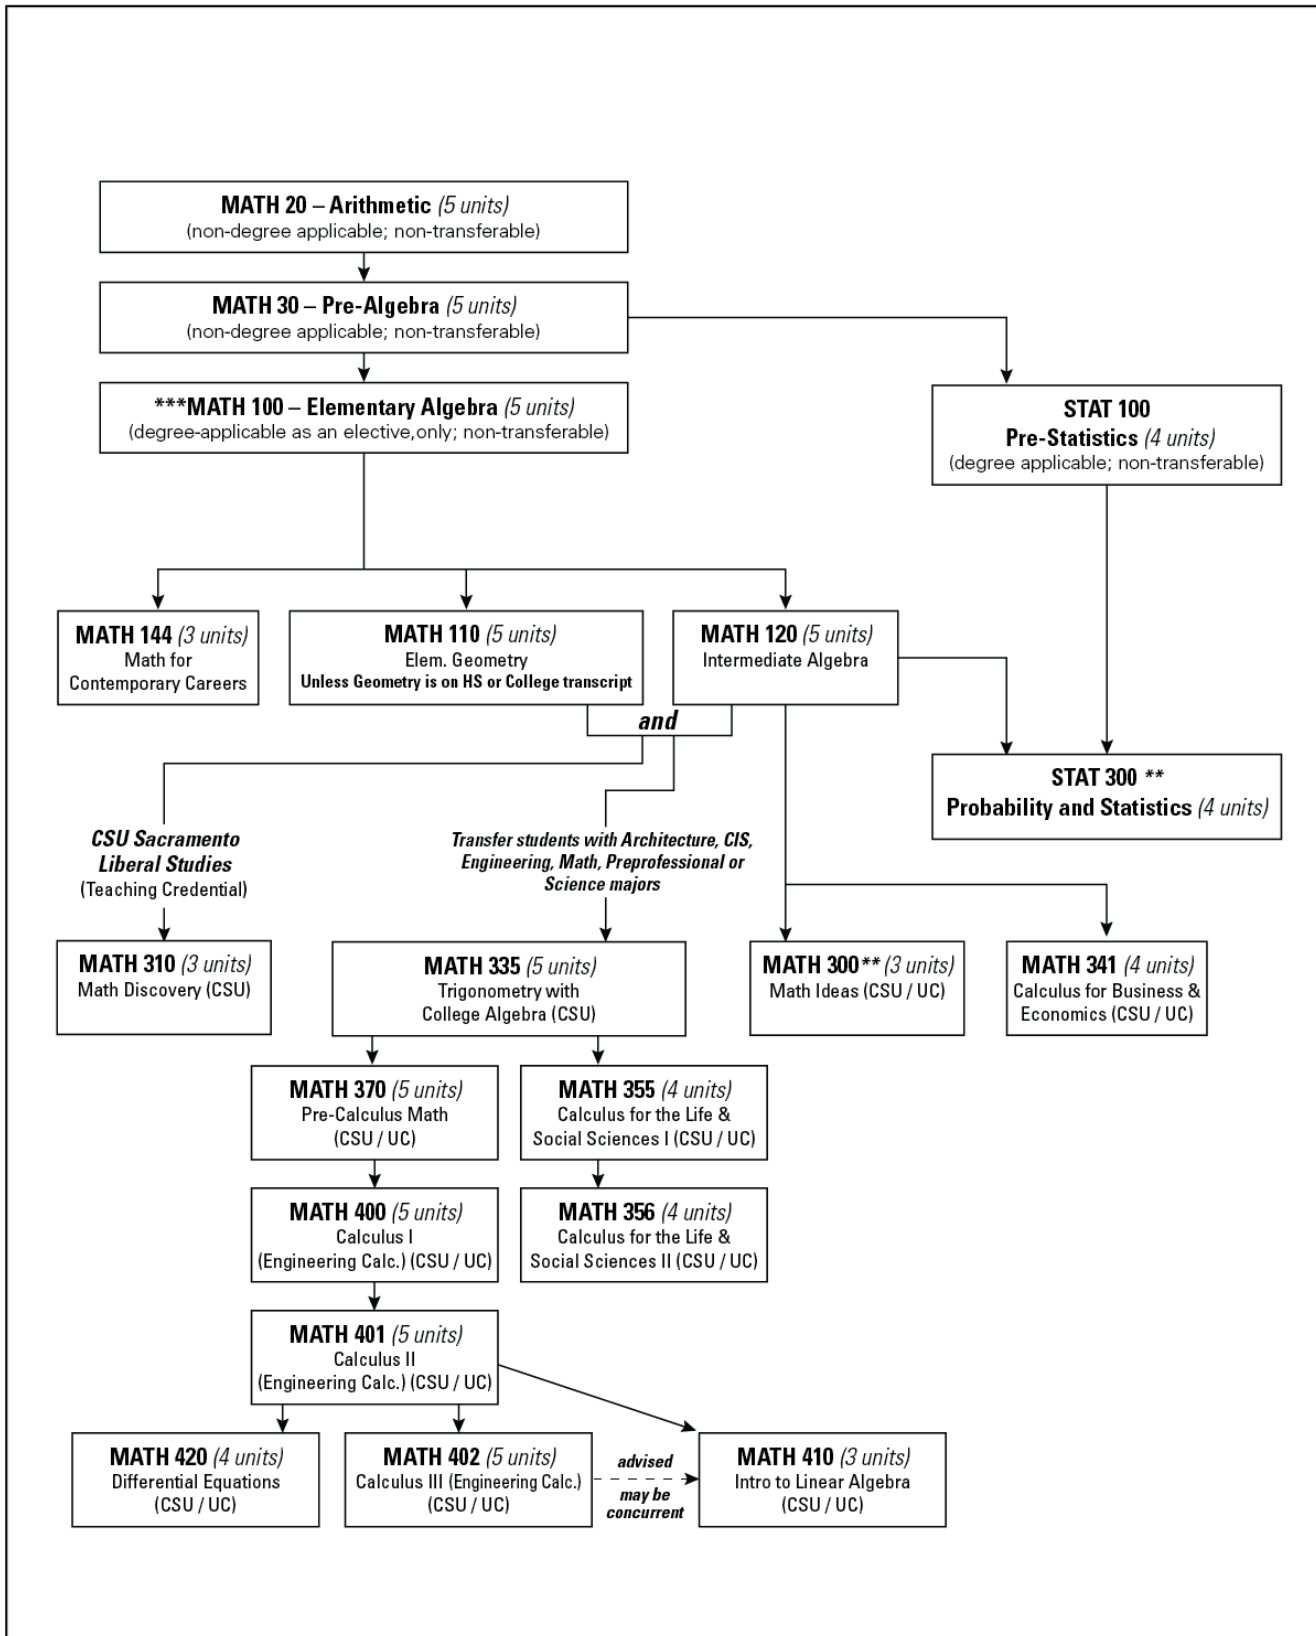 MATH 20 – Arithmetic (5 units)
(non-degree applicable; non-transferable)
MATH 30 – Pre-Algebra (5 units)
(non-degree applicable; non-transferable)
***MATH 100 – Elementary Algebra (5 units)
(degree-applicable as an elective,only; non-transferable)
STAT 100
Pre-Statistics (4 units)
(degree applicable; non-transferable)
MATH 144 (3 units)
Math for
Contemporary Careers
MATH 110 (5 units)
Elem. Geometry
Unless Geometry is on HS or College transcript
MATH 120 (5 units)
Intermediate Algebra
and
STAT 300 **
Probability and Statistics (4 units)
CSU Sacramento
Liberal Studies
(Teaching Credential)
Transfer students with Architecture, CIS,
Engineering, Math, Preprofessional or
Science majors
MATH 310 (3 units)
Math Discovery (CSU)
MATH 335 (5 units)
Trigonometry with
College Algebra (CSU)
MATH 300** (3 units)
Math Ideas (CSU / UC)
MATH 341 (4 units)
Calculus for Business &
Economics (CSU / UC)
MATH 370 (5 units)
Pre-Calculus Math
(CSU / UC)
MATH 355 (4 units)
Calculus for the Life &
Social Sciences I (CSU / UC)
MATH 400 (5 units)
Calculus I
(Engineering Calc.) (CSU / UC)
MATH 356 (4 units)
Calculus for the Life &
Social Sciences II (CSU / UC)
MATH 401 (5 units)
Calculus II
(Engineering Calc.) (CSU / UC)
MATH 420 (4 units)
Differential Equations
(CSU / UC)
MATH 402 (5 units)
Calculus III (Engineering Calc.)
(CSU / UC)
advised
may be
concurrent
MATH 410 (3 units)
Intro to Linear Algebra
(CSU / UC)